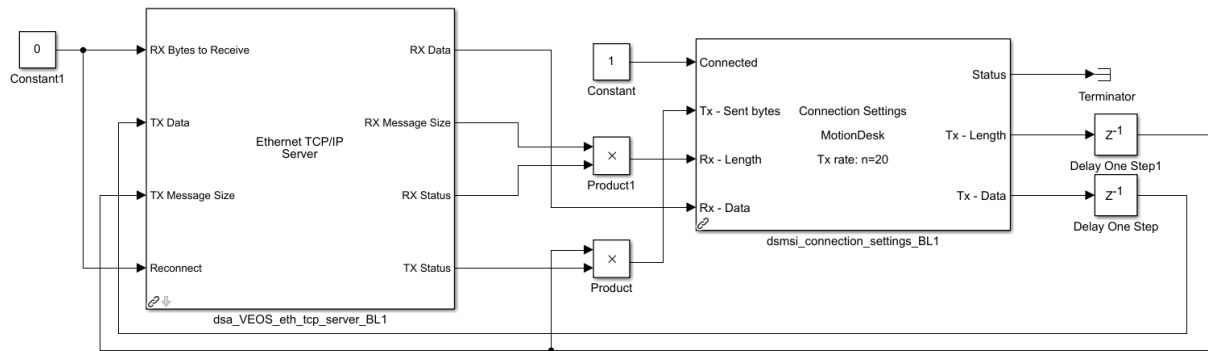 0
Constant1
RX Bytes to Receive
TX Data
TX Message Size
Reconnect
Ethernet TCP/IP
Server
RX Data
RX Message Size
RX Status
TX Status
dsa_VEOS_eth_tcp_server_BL1
1
Constant
×
Product1
×
Product
Connected
Tx - Sent bytes
Rx - Length
Rx - Data
Connection Settings
MotionDesk
Tx rate: n=20
Status
Tx - Length
Tx - Data
dsmsi_connection_settings_BL1
Terminator
Z-1
Delay One Step1
Z-1
Delay One Step